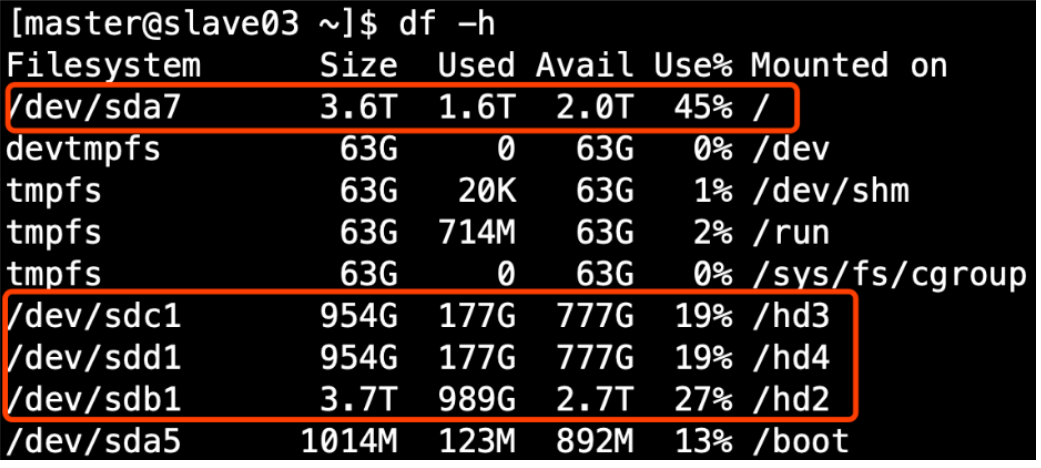 [master@slave03 ~]$ df -h
Filesystem Size Used Avail Use% Mounted on
/dev/sda7 3.6T 1.6T 2.0T 45% /
devtmpfs 63G 0 63G 0% /dev
tmpfs 63G 20K 63G 1% /dev/shm
tmpfs 63G 714M 63G 2% /run
tmpfs 63G 0 63G 0% /sys/fs/cgroup
/dev/sdc1 954G 177G 777G 19% /hd3
/dev/sdd1 954G 177G 777G 19% /hd4
/dev/sdb1 3.7T 989G 2.7T 27% /hd2
/dev/sda5 1014M 123M 892M 13% /boot